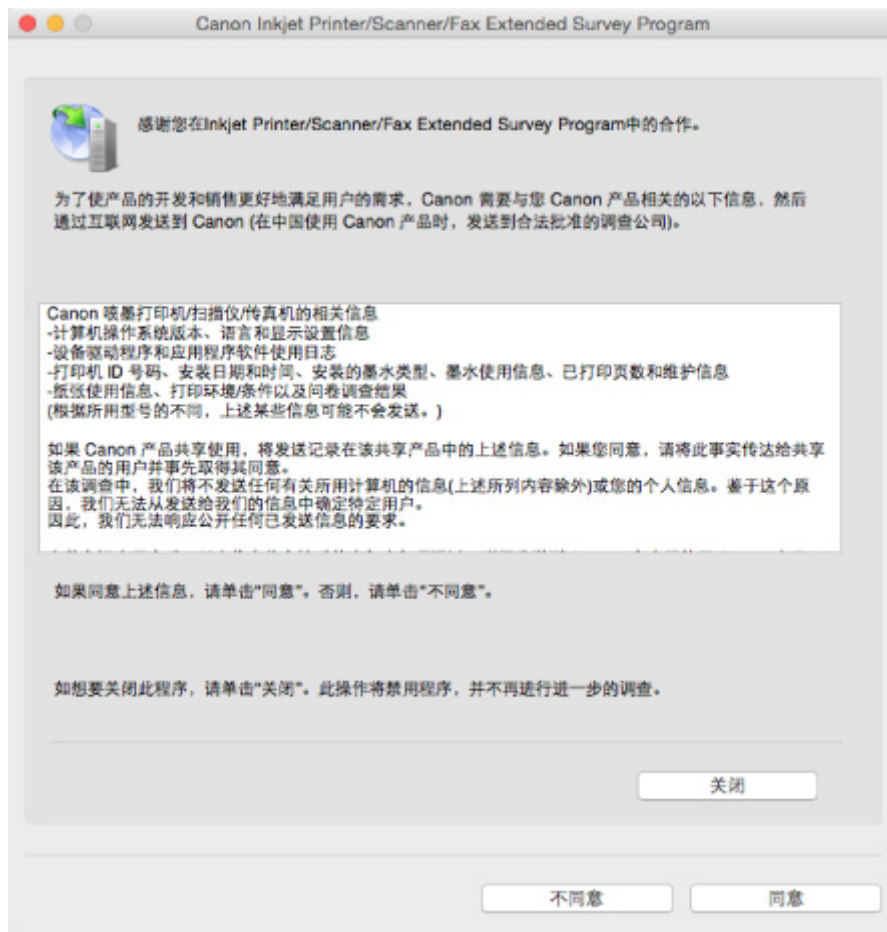 Canon Inkjet Printer/Scanner/Fax Extended Survey Program
感谢您在Inkjet Printer/Scanner/Fax Extended Survey Program中的合作。
为了使产品的开发和销售更好地满足用户的需求，Canon 需要与您 Canon 产品相关的以下信息，然后
通过互联网发送到 Canon (在中国使用 Canon 产品时，发送到合法批准的调查公司)。
Canon 喷墨打印机/扫描仪/传真机的相关信息
-计算机操作系统版本、语言和显示设置信息
-设备驱动程序和应用程序软件使用日志
-打印机 ID 号码、安装日期和时间、安装的墨水类型、墨水使用信息、已打印页数和维护信息
-纸张使用信息、打印环境/条件以及问卷调查结果
(根据所用型号的不同，上述某些信息可能不会发送。)
如果 Canon 产品共享使用，将发送记录在该共享产品中的上述信息。如果您同意，请将此事实传达给共享
该产品的用户并事先取得其同意。
在该调查中，我们将不发送任何有关所用计算机的信息(上述所列内容除外)或您的个人信息。鉴于这个原
因，我们无法从发送给我们的信息中确定特定用户。
因此，我们无法响应公开任何已发送信息的要求。
如果同意上述信息，请单击"同意"。否则，请单击"不同意"。
如想要关闭此程序，请单击"关闭"。此操作将禁用程序，并不再进行进一步的调查。
关闭
不同意
同意